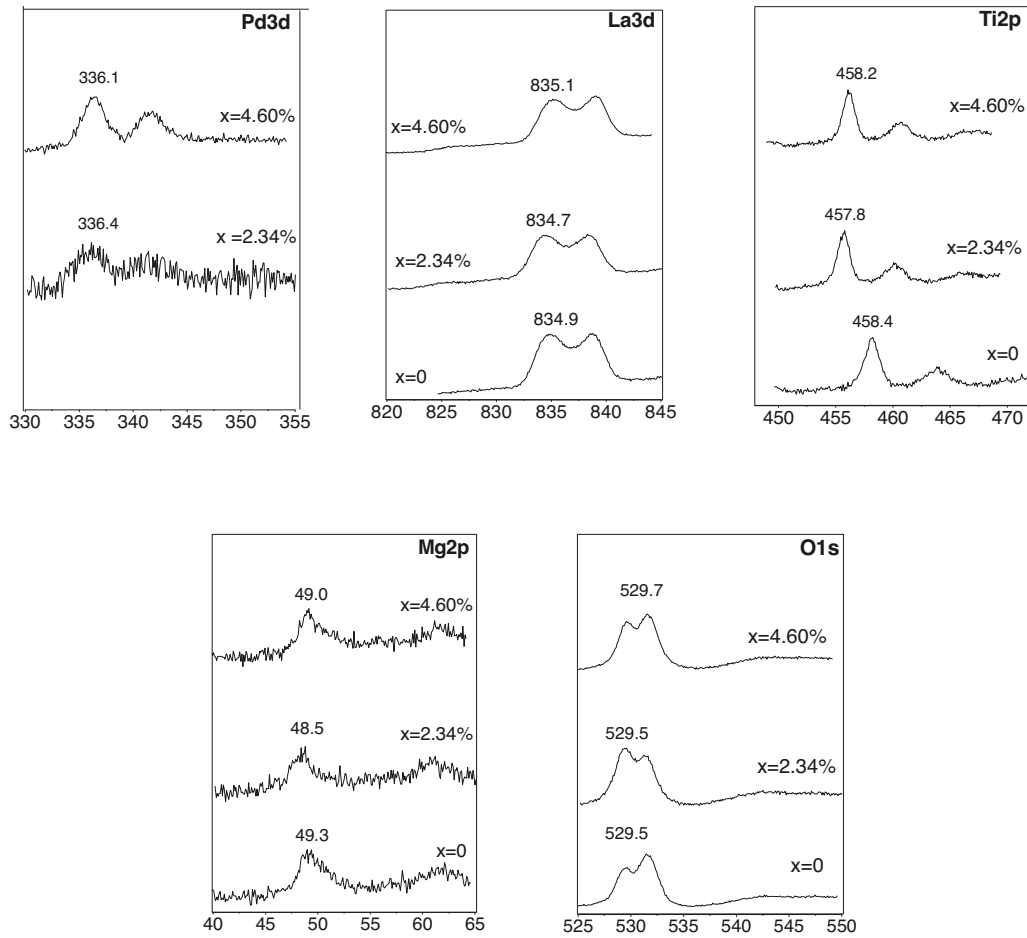 Pd3d
336.1
x=4.60%
336.4
x =2.34%
330 335 340 345 350 355
La3d
835.1
x=4.60%
834.7
x=2.34%
834.9
x=0
820 825 830 835 840 845
Ti2p
458.2
x=4.60%
457.8
x=2.34%
458.4
x=0
450 455 460 465 470
Mg2p
49.0
x=4.60%
48.5
x=2.34%
49.3
x=0
40 45 50 55 60 65
O1s
529.7
x=4.60%
529.5
x=2.34%
529.5
x=0
525 530 535 540 545 550